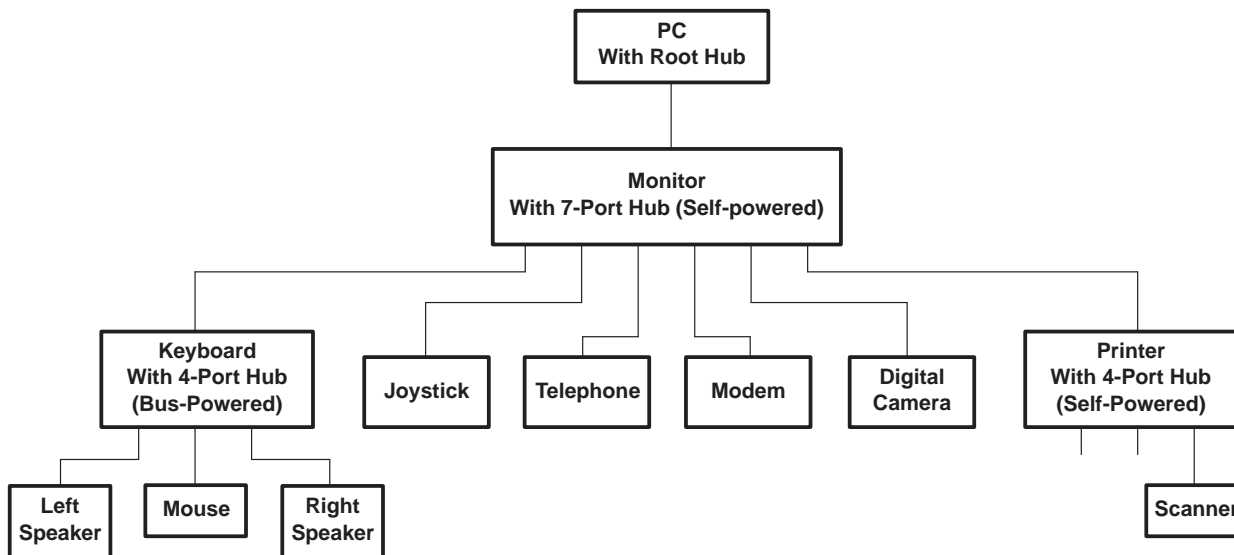 PC
With Root Hub
Monitor
With 7-Port Hub (Self-powered)
Keyboard
With 4-Port Hub
(Bus-Powered)
Joystick
Telephone
Modem
Digital
Camera
Printer
With 4-Port Hub
(Self-Powered)
Left
Speaker
Mouse
Right
Speaker
Scanner